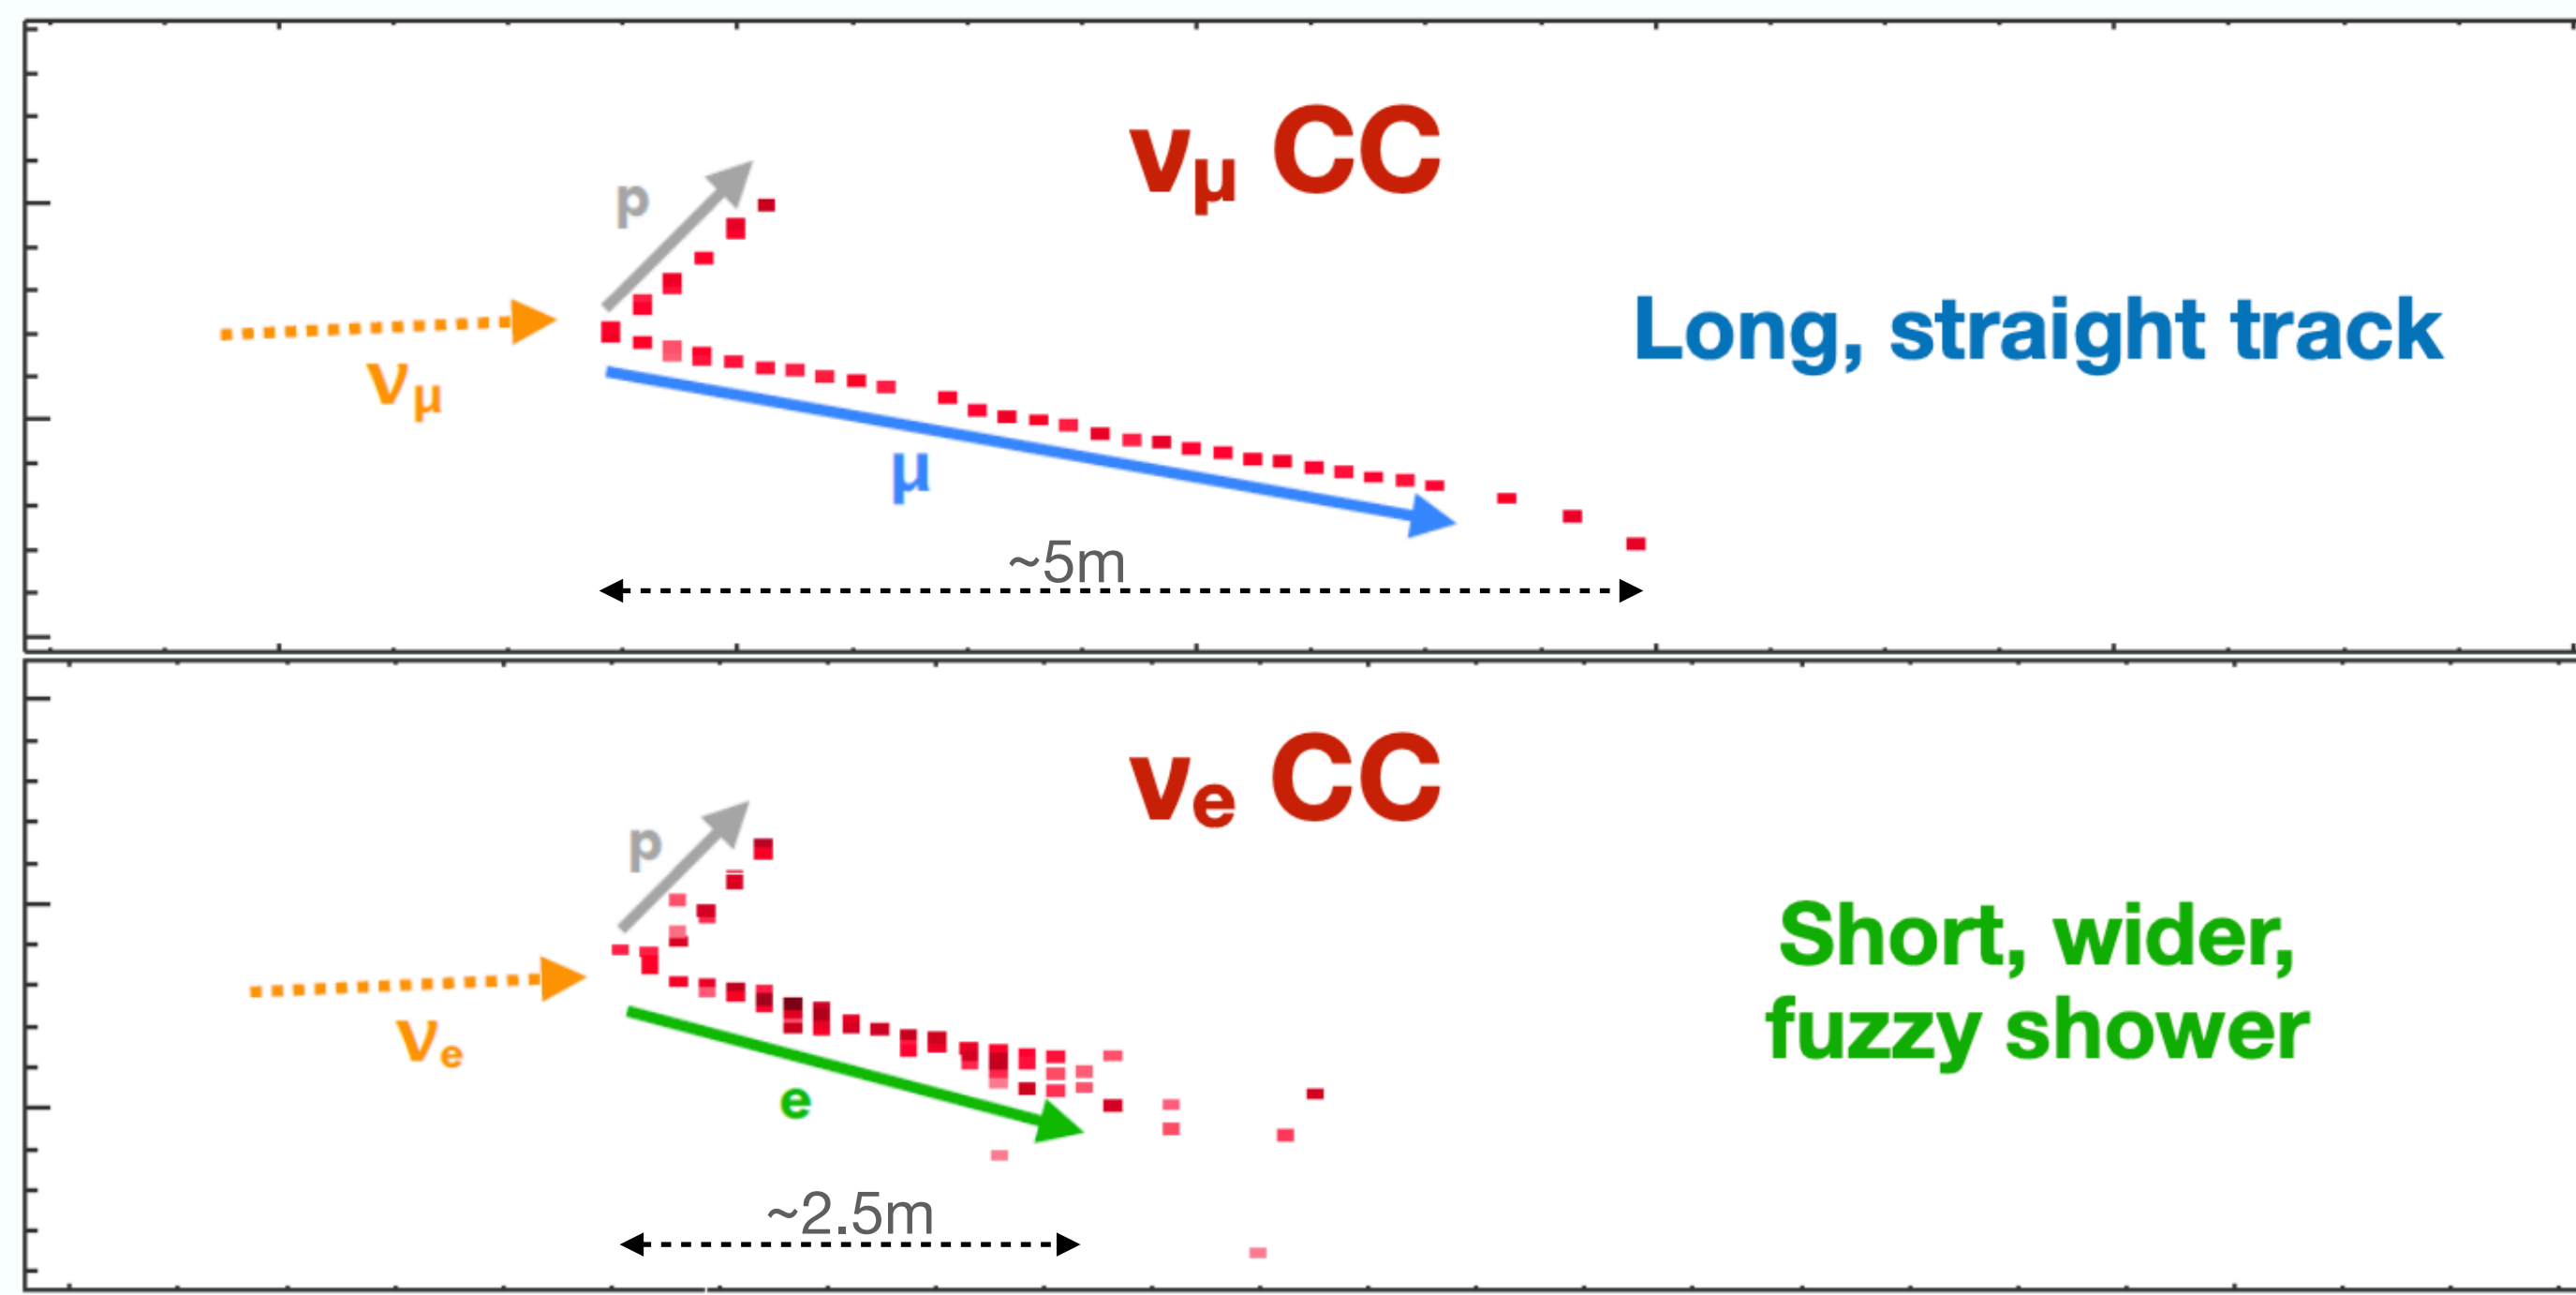 νμ CC
p
Long, straight track
νμ
μ
~5m
νe CC
p
Short, wider,
fuzzy shower
νe
e
~2.5m